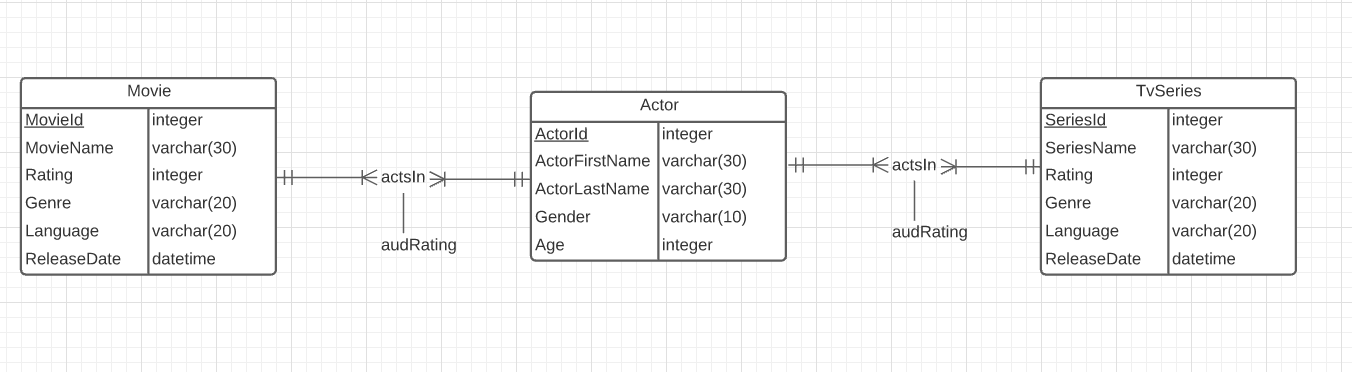 Movie
MovieId integer
MovieName varchar(30)
Rating integer
Genre varchar(20)
Language varchar(20)
ReleaseDate datetime
actsIn
audRating
Actor
ActorId integer
ActorFirstName varchar(30)
ActorLastName varchar(30)
Gender varchar(10)
Age integer
actsIn
audRating
TvSeries
SeriesId integer
SeriesName varchar(30)
Rating integer
Genre varchar(20)
Language varchar(20)
ReleaseDate datetime